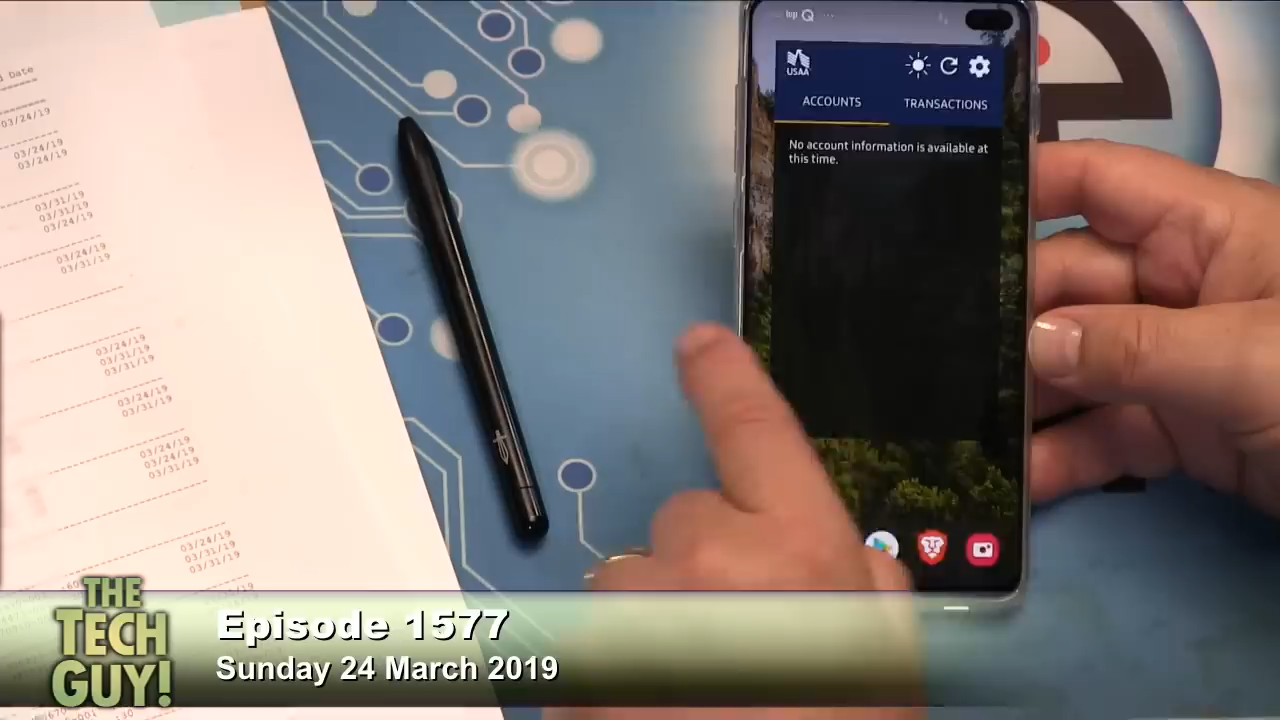 d Date
03/24/19
03/24/19
03/24/19
03/31/19
03/31/19
03/24/19
03/24/19
03/31/19
03/24/19
03/31/19
03/31/19
03/24/19
03/31/19
03/24/19
03/24/19
03/31/19
03/24/19
03/31/19
03/24/19
USAA
ACCOUNTS
TRANSACTIONS
No account information is available at
this time.
THE
TECH
GUY!
Episode 1577
Sunday 24 March 2019